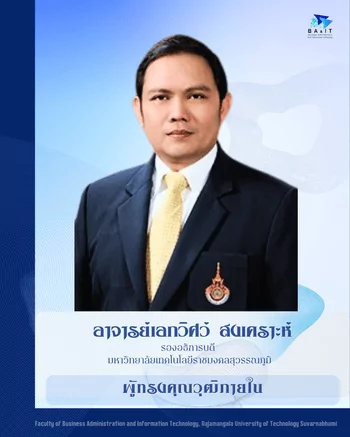 BA & IT
อาจารย์เอกวิศว์ สงเคราะห์
รองอธิการบดี
มหาวิทยาลัยเทคโนโลยีราชมงคลสุวรรณภูมิ
ผู้ทรงคุณวุฒิภายใน
Faculty of Business Administration and Information Technology, Rajamangala University of Technology Suvarnabhumi